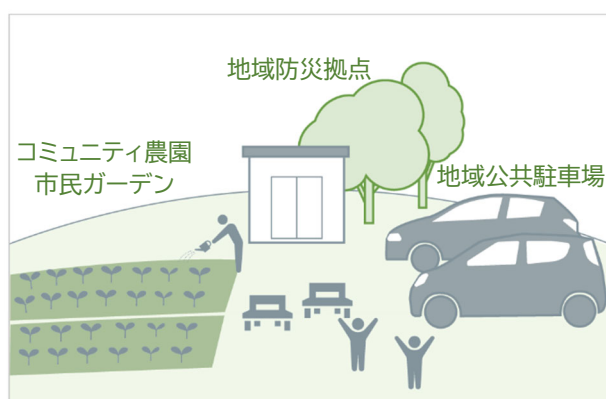 地域防災拠点
コミュニティ農園
市民ガーデン
地域公共駐車場